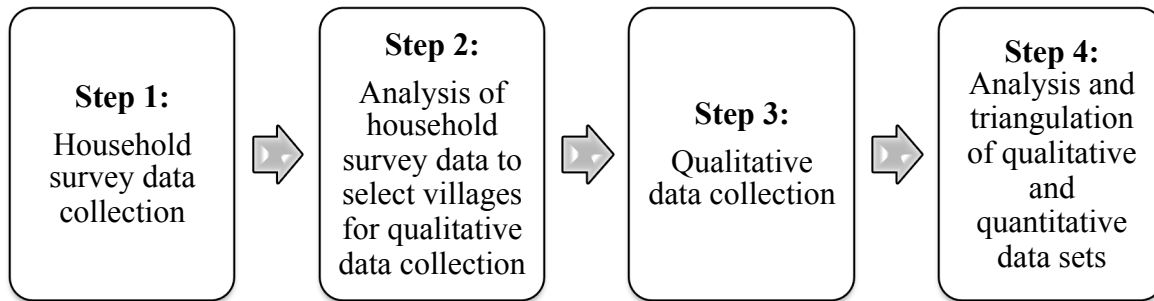 Step 1:
Household
survey data
collection
Step 2:
Analysis of
household
survey data to
select villages
for qualitative
data collection
Step 3:
Qualitative
data collection
Step 4:
Analysis and
triangulation
of qualitative
and
quantitative
data sets